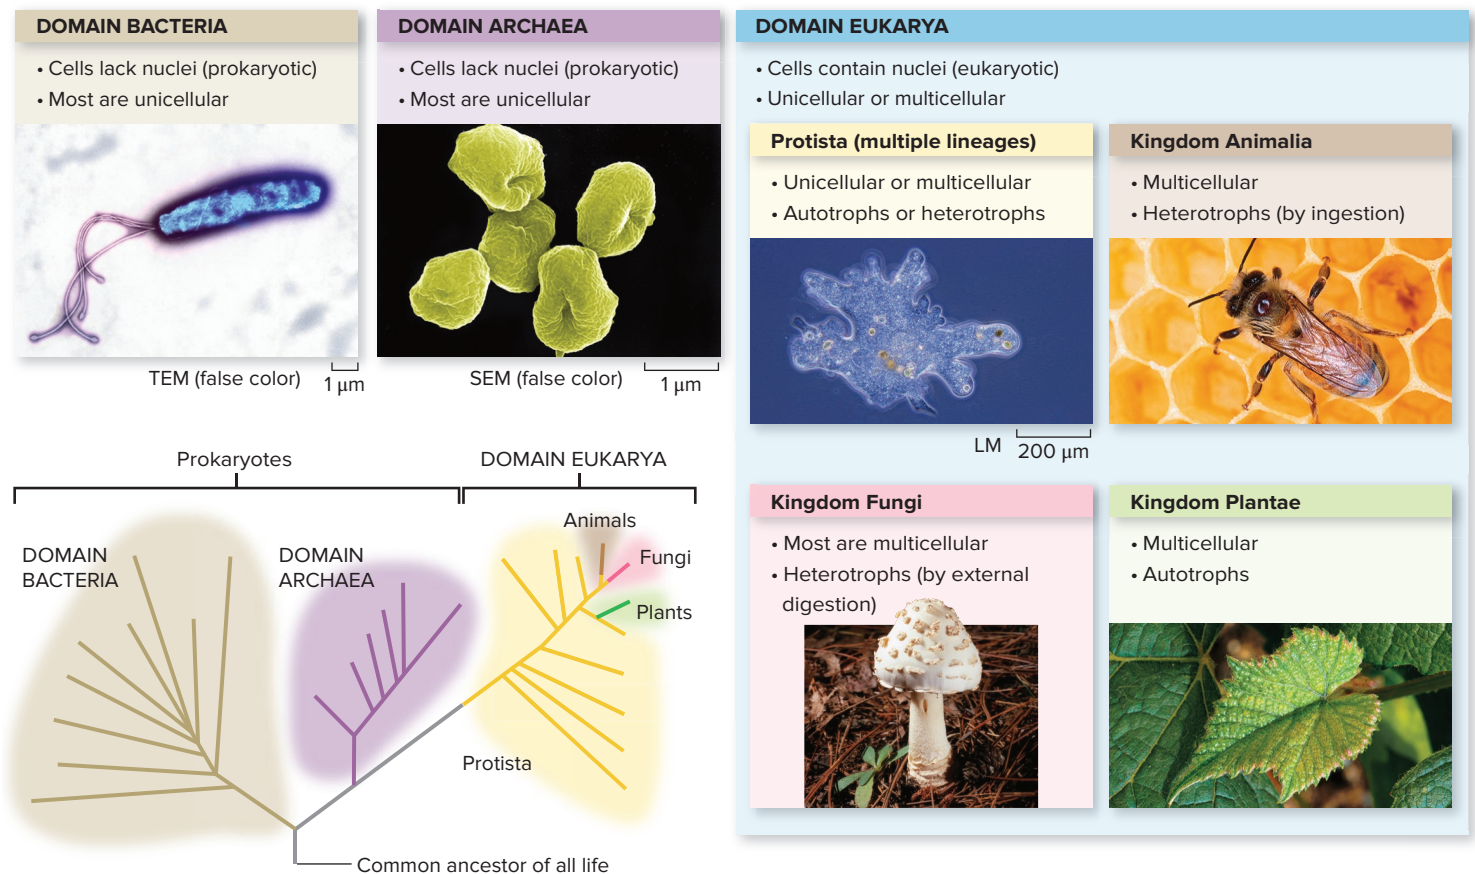 DOMAIN BACTERIA
• Cells lack nuclei (prokaryotic)
• Most are unicellular
TEM (false color)
1 µm
DOMAIN ARCHAEA
• Cells lack nuclei (prokaryotic)
• Most are unicellular
SEM (false color)
1 µm
DOMAIN EUKARYA
• Cells contain nuclei (eukaryotic)
• Unicellular or multicellular
Protista (multiple lineages)
• Unicellular or multicellular
• Autotrophs or heterotrophs
LM
200 µm
Kingdom Animalia
• Multicellular
• Heterotrophs (by ingestion)
Kingdom Fungi
• Most are multicellular
• Heterotrophs (by external
digestion)
Kingdom Plantae
• Multicellular
• Autotrophs
Prokaryotes
DOMAIN EUKARYA
DOMAIN
BACTERIA
DOMAIN
ARCHAEA
Animals
Fungi
Plants
Protista
Common ancestor of all life